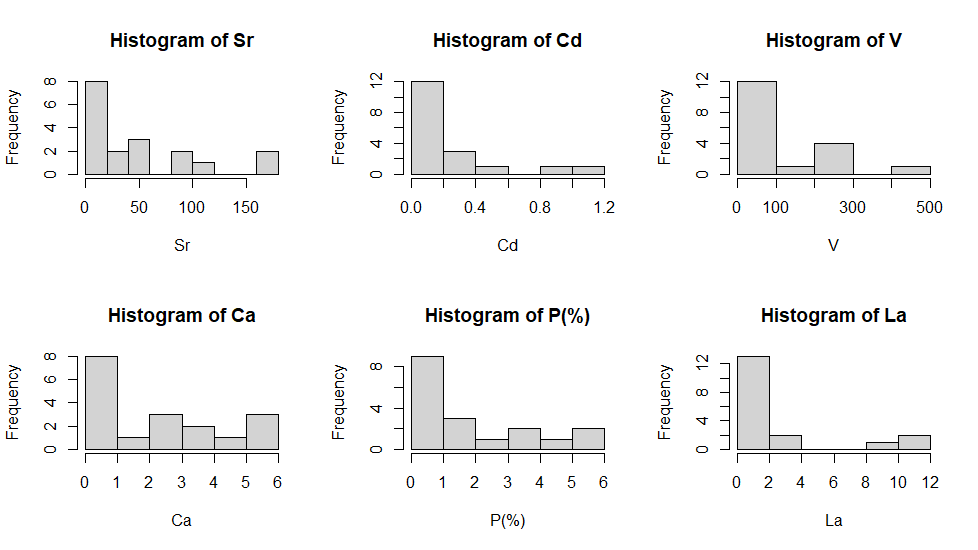 Histogram of Sr
Frequency
0 2 4 6 8
0 50 100 150
Sr
Histogram of Cd
Frequency
0 4 8 12
0.0 0.4 0.8 1.2
Cd
Histogram of V
Frequency
0 4 8 12
0 100 300 500
V
Histogram of Ca
Frequency
0 2 4 6 8
0 1 2 3 4 5 6
Ca
Histogram of P(%)
Frequency
0 4 8
0 1 2 3 4 5 6
P(%)
Histogram of La
Frequency
0 4 8 12
0 2 4 6 8 10 12
La